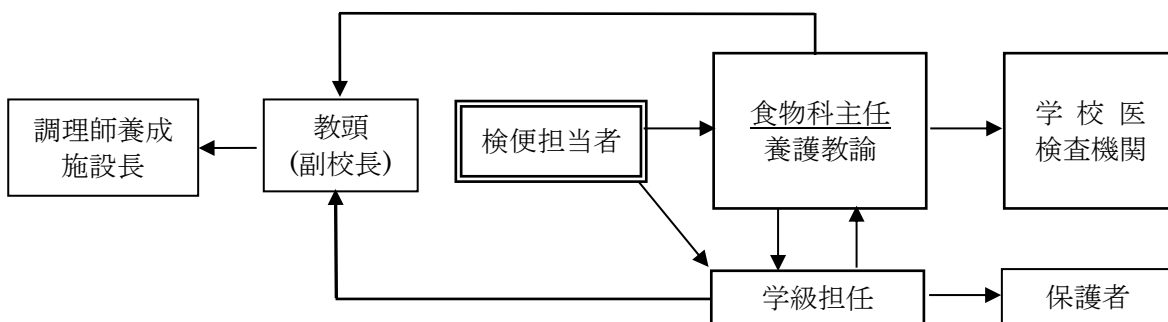 調理師養成
施設長
教頭
(副校長)
検便担当者
食物科主任
養護教諭
学 校 医
検査機関
学級担任
保護者